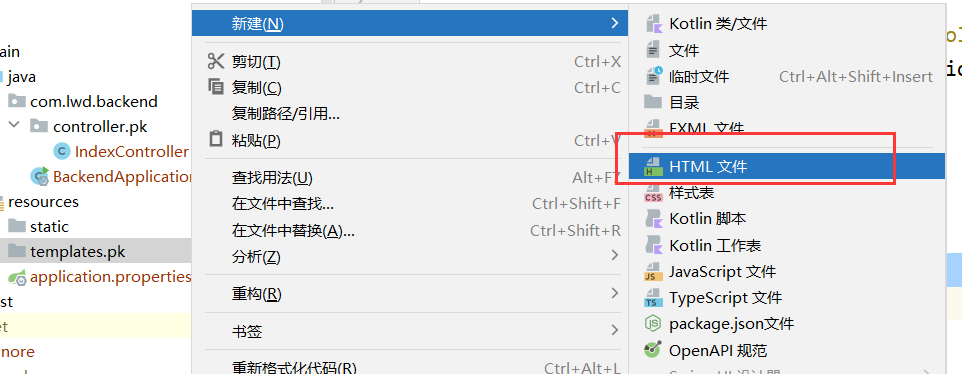 ain
java
com.lwd.backend
controller.pk
IndexController
BackendApplication
resources
static
templates.pk
application.properties
st
et
nore
新建(N)
剪切(T) Ctrl+X
复制(C) Ctrl+C
复制路径/引用...
粘贴(P) Ctrl+V
查找用法(U) Alt+F7
在文件中查找... Ctrl+Shift+F
在文件中替换(A)... Ctrl+Shift+R
分析(Z)
重构(R)
书签
重新格式化代码(R) Ctrl+Alt+L
Kotlin 类/文件
文件
临时文件 Ctrl+Alt+Shift+Insert
目录
FXML 文件
HTML 文件
样式表
Kotlin 脚本
Kotlin 工作表
JavaScript 文件
TypeScript 文件
package.json文件
OpenAPI 规范